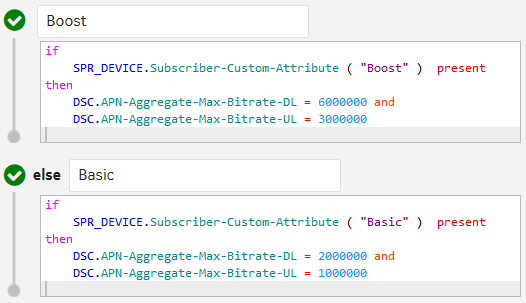 Boost
if
SPR_DEVICE.Subscriber-Custom-Attribute ( "Boost" ) present
then
DSC.APN-Aggregate-Max-Bitrate-DL = 6000000 and
DSC.APN-Aggregate-Max-Bitrate-UL = 3000000
else Basic
if
SPR_DEVICE.Subscriber-Custom-Attribute ( "Basic" ) present
then
DSC.APN-Aggregate-Max-Bitrate-DL = 2000000 and
DSC.APN-Aggregate-Max-Bitrate-UL = 1000000